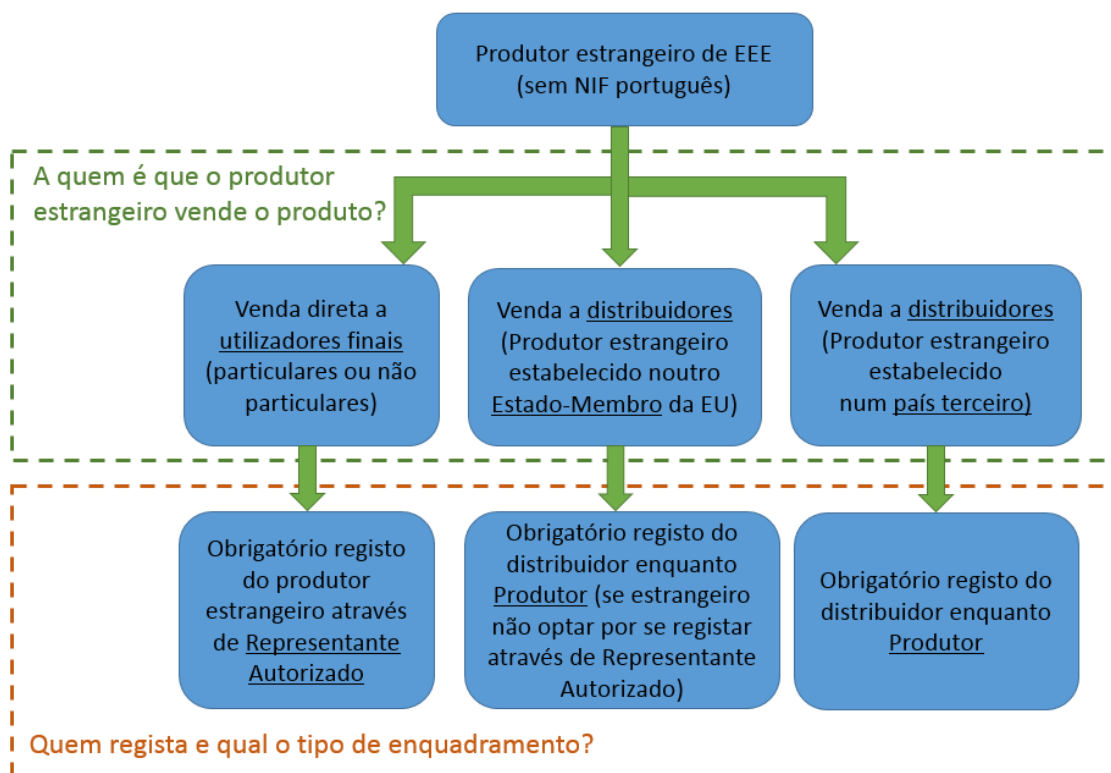 Produtor estrangeiro de EEE
(sem NIF português)
A quem é que o produtor
estrangeiro vende o produto?
Venda direta a
utilizadores finais
(particulares ou não
particulares)
Venda a distribuidores
(Produtor estrangeiro
estabelecido noutro
Estado-Membro da EU)
Venda a distribuidores
(Produtor estrangeiro
estabelecido
num país terceiro)
Obrigatório registo
do produtor
estrangeiro através
de Representante
Autorizado
Obrigatório registo do
distribuidor enquanto
Produtor (se estrangeiro
não optar por se registar
através de Representante
Autorizado)
Obrigatório registo do
distribuidor enquanto
Produtor
Quem regista e qual o tipo de enquadramento?